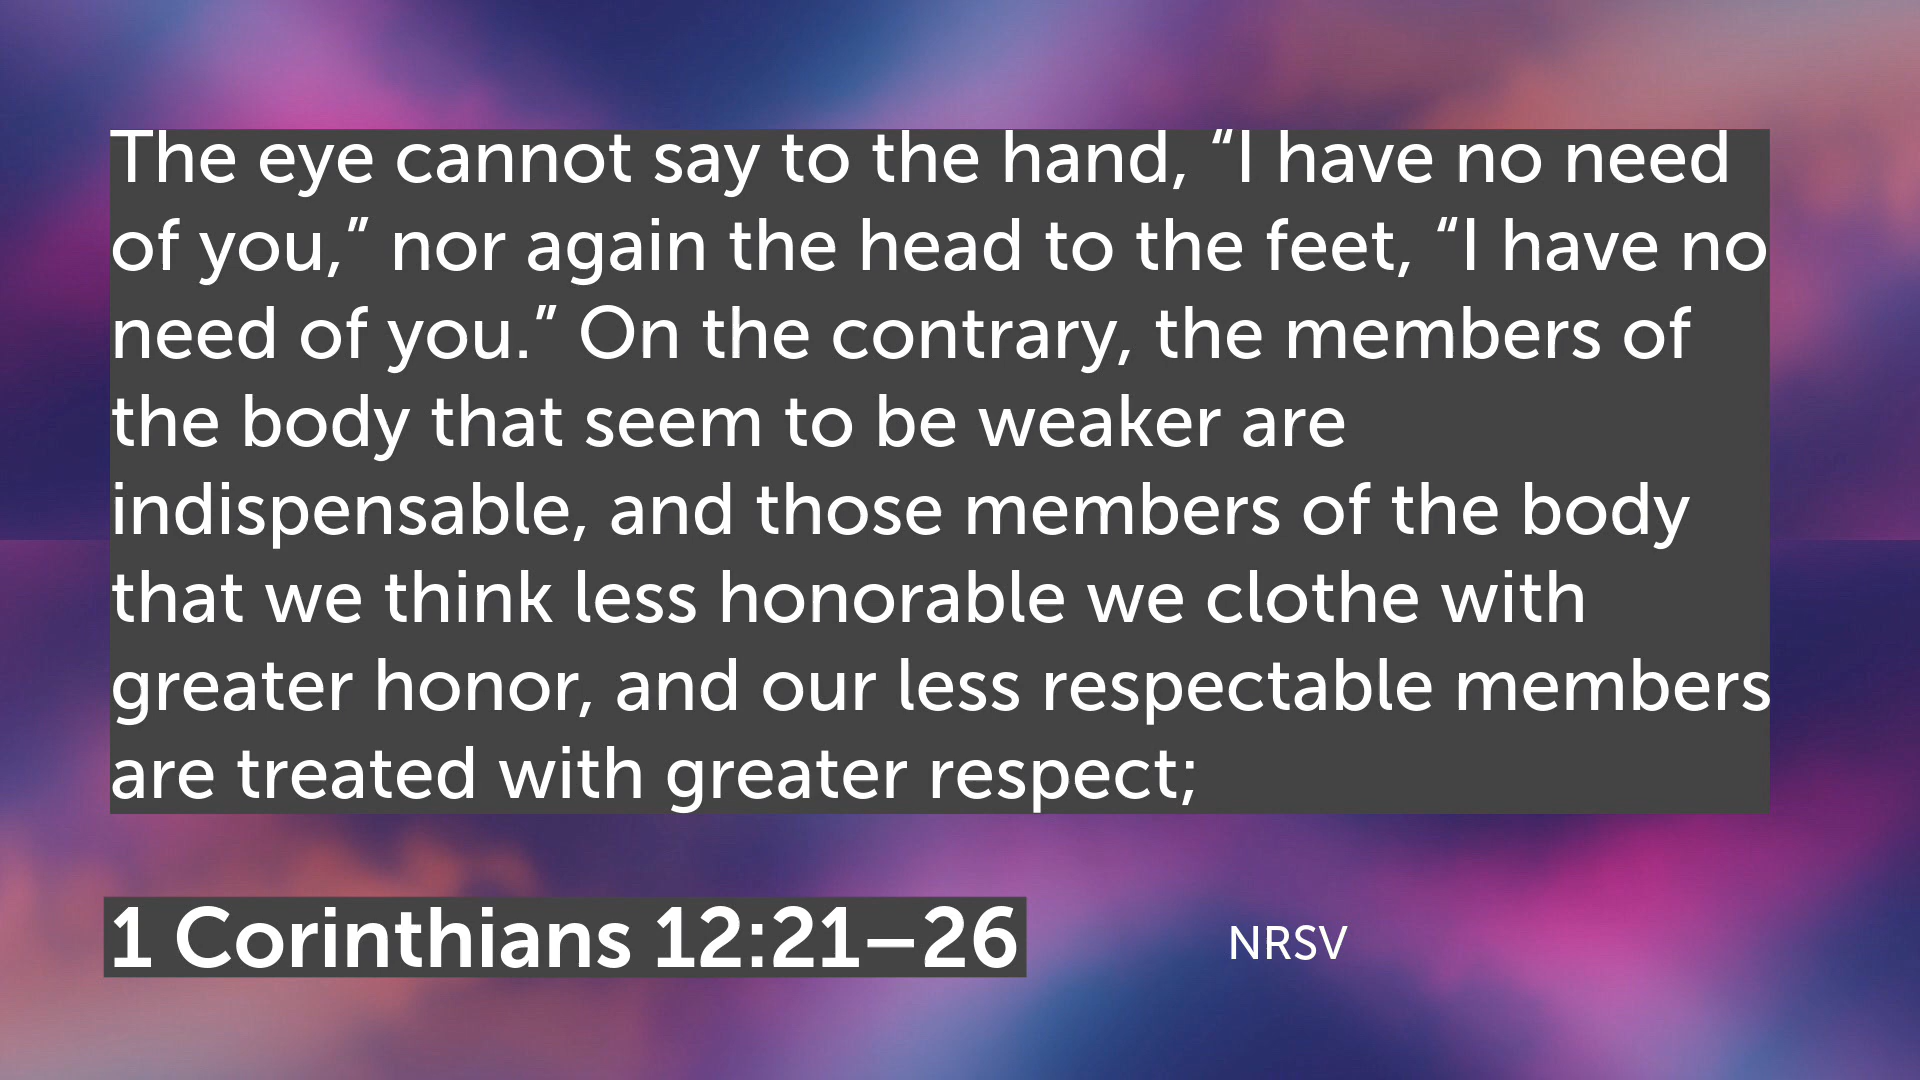 The eye cannot say to the hand, “I have no need
of you,” nor again the head to the feet, “I have no
need of you.” On the contrary, the members of
the body that seem to be weaker are
indispensable, and those members of the body
that we think less honorable we clothe with
greater honor, and our less respectable members
are treated with greater respect;
1 Corinthians 12:21–26
NRSV